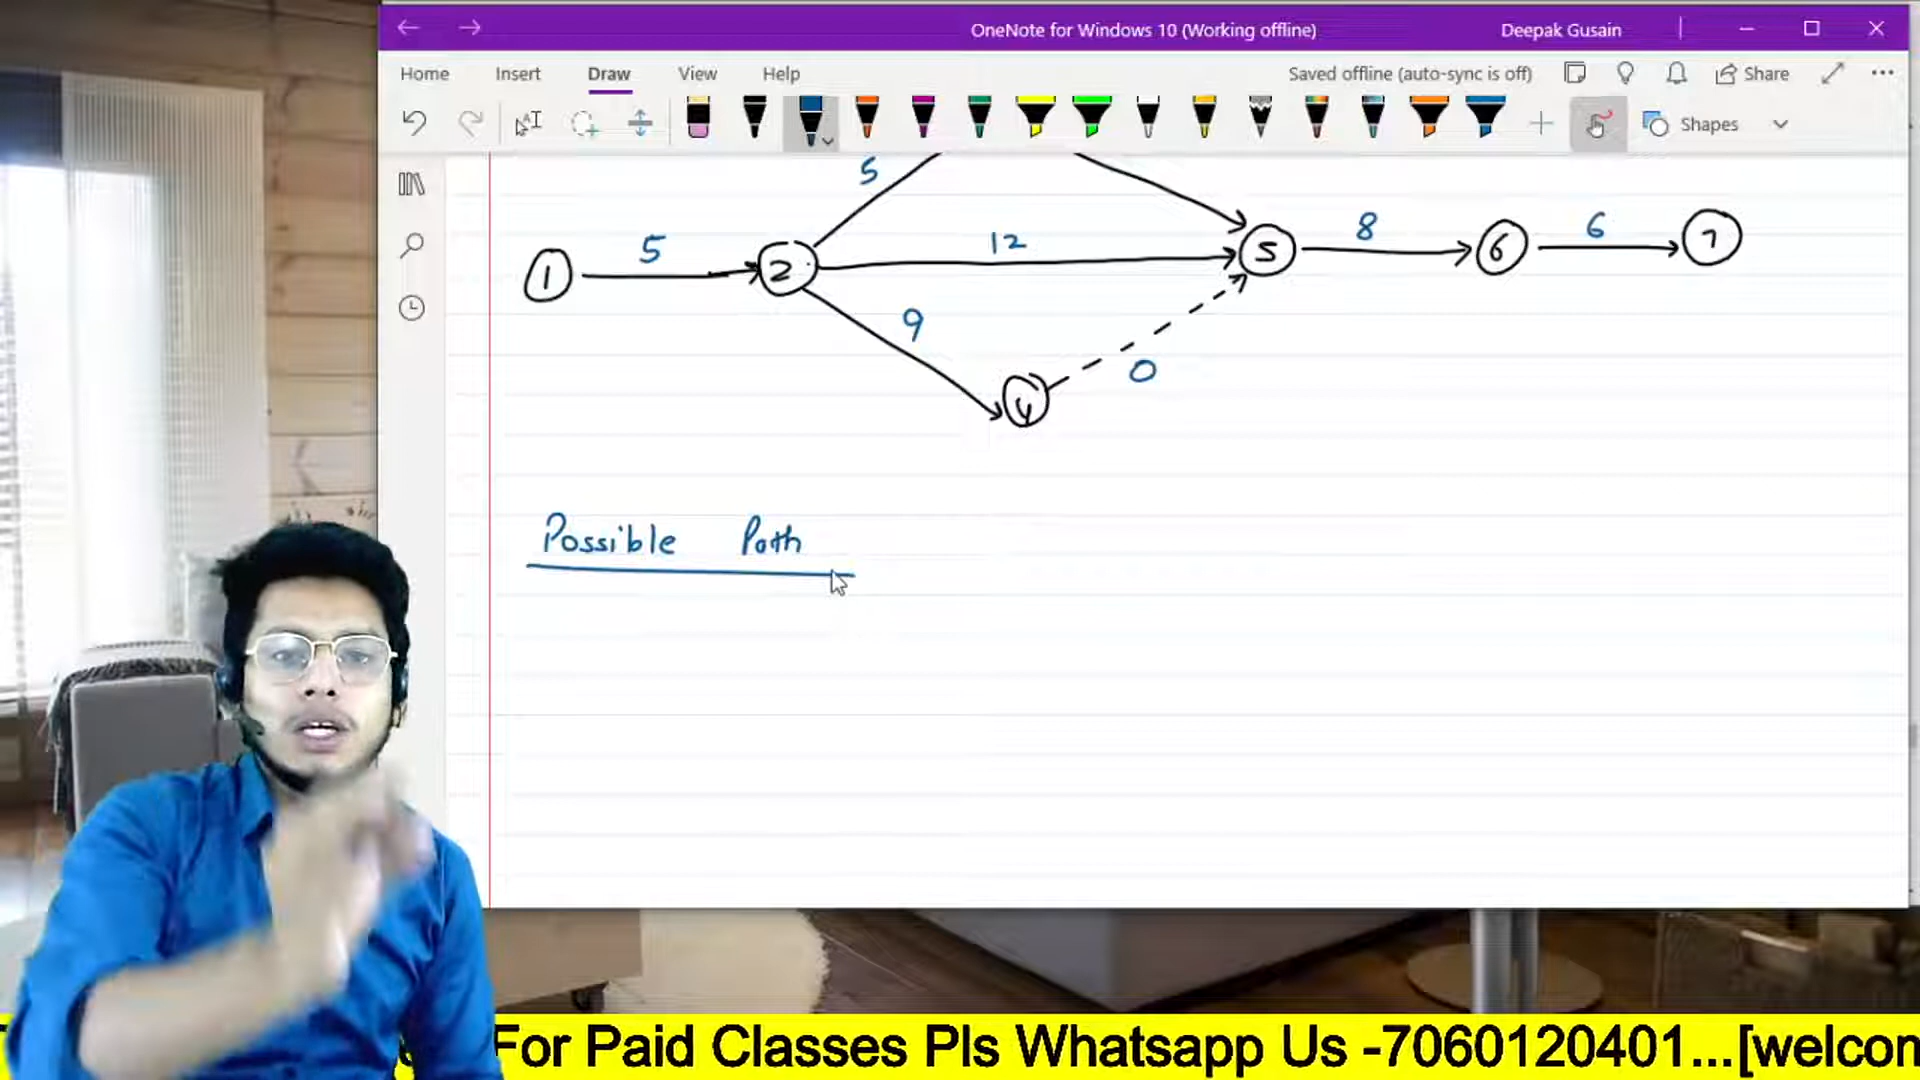 OneNote for Windows 10 (Working offline)
Deepak Gusain
Home Insert Draw View Help
Saved offline (auto-sync is off) Share
Shapes
5
1 5 2 12 5 8 6 6 7
9
0
4
Possible Path
For Paid Classes Pls Whatsapp Us -7060120401...[welcom